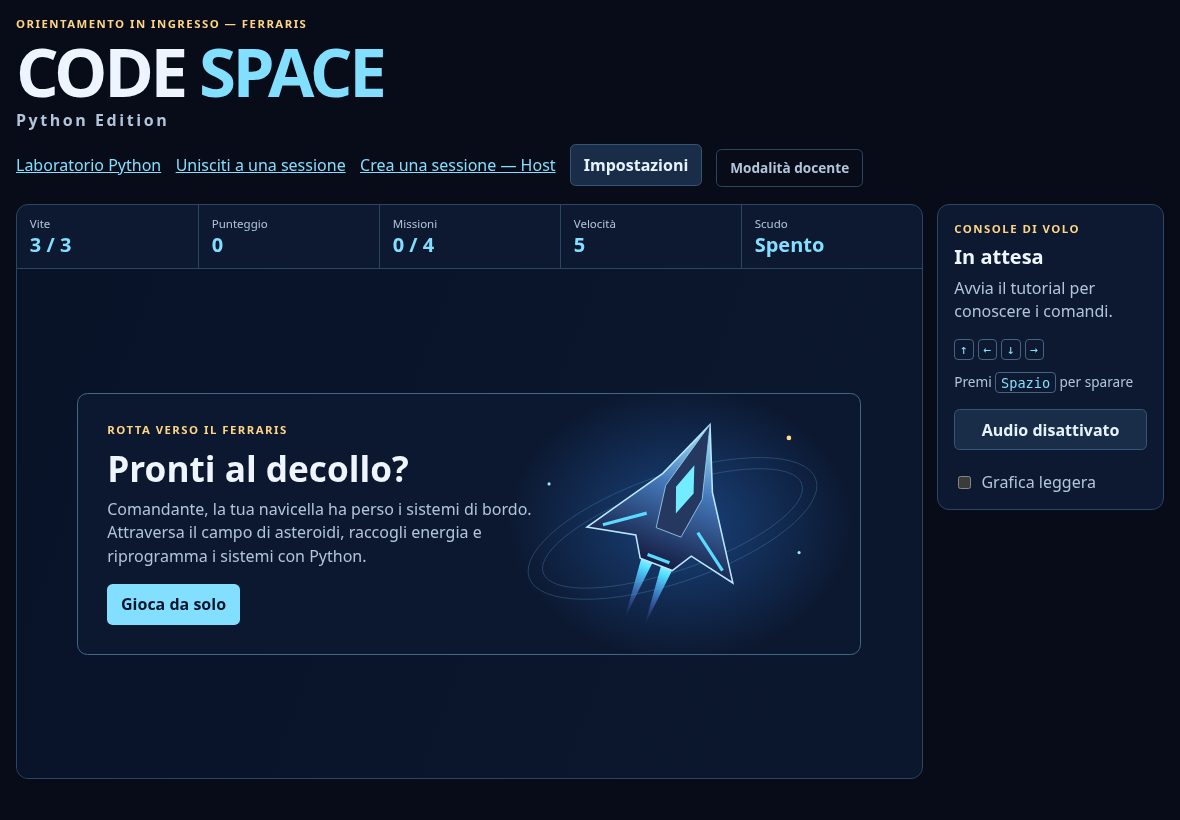 ORIENTAMENTO IN INGRESSO — FERRARIS
CODE SPACE
Python Edition
Laboratorio Python
Unisciti a una sessione
Crea una sessione — Host
Impostazioni
Modalità docente
Vite
3 / 3
Punteggio
0
Missioni
0 / 4
Velocità
5
Scudo
Spento
ROTTA VERSO IL FERRARIS
Pronti al decollo?
Comandante, la tua navicella ha perso i sistemi di bordo.
Attraversa il campo di asteroidi, raccogli energia e
riprogramma i sistemi con Python.
Gioca da solo
CONSOLE DI VOLO
In attesa
Avvia il tutorial per
conoscere i comandi.
↑ ← ↓ →
Premi Spazio per sparare
Audio disattivato
Grafica leggera